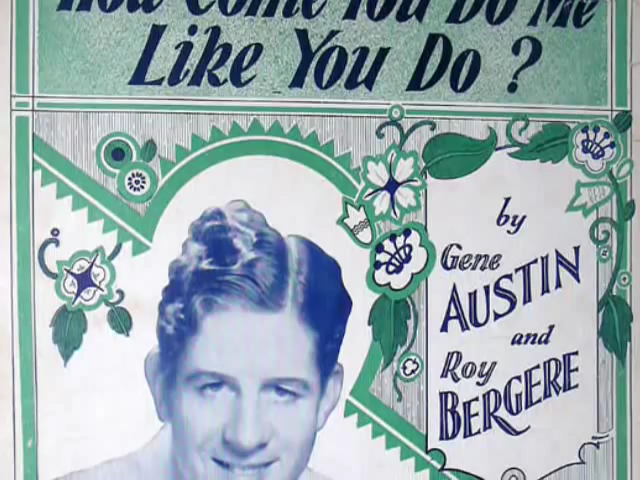 How Come You Do Me
Like You Do ?
by
Gene
AUSTIN
and
Roy
BERGERE